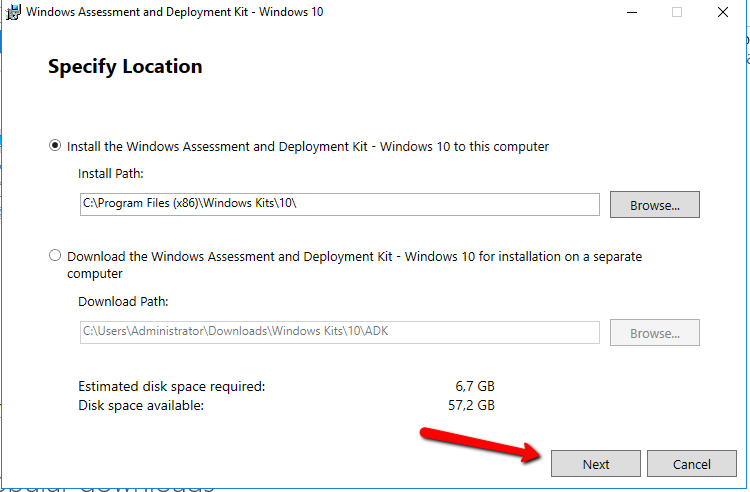 Windows Assessment and Deployment Kit - Windows 10
Specify Location
Install the Windows Assessment and Deployment Kit - Windows 10 to this computer
Install Path:
C:\Program Files (x86)\Windows Kits\10\
Browse...
Download the Windows Assessment and Deployment Kit - Windows 10 for installation on a separate
computer
Download Path:
C:\Users\Administrator\Downloads\Windows Kits\10\ADK
Browse...
Estimated disk space required: 6,7 GB
Disk space available: 57,2 GB
Next
Cancel